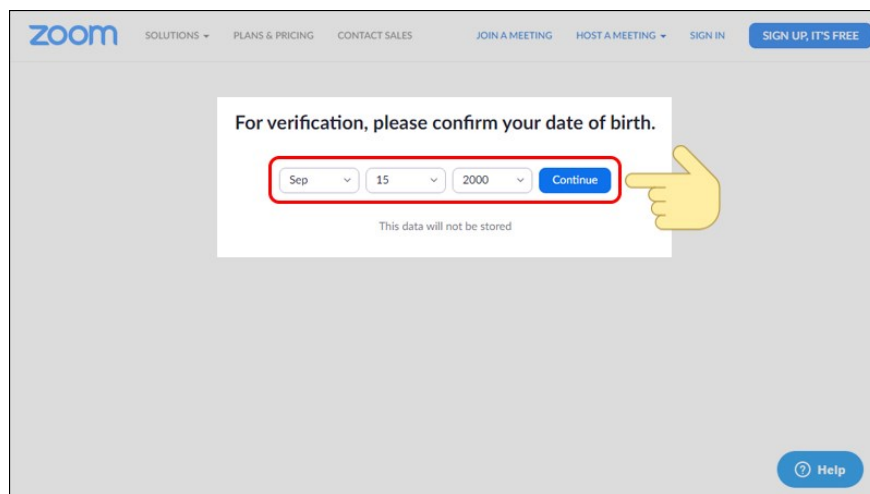 zoom SOLUTIONS PLANS & PRICING CONTACT SALES JOIN A MEETING HOST A MEETING SIGN IN SIGN UP, IT'S FREE
For verification, please confirm your date of birth.
Sep 15 2000 Continue
This data will not be stored
Help